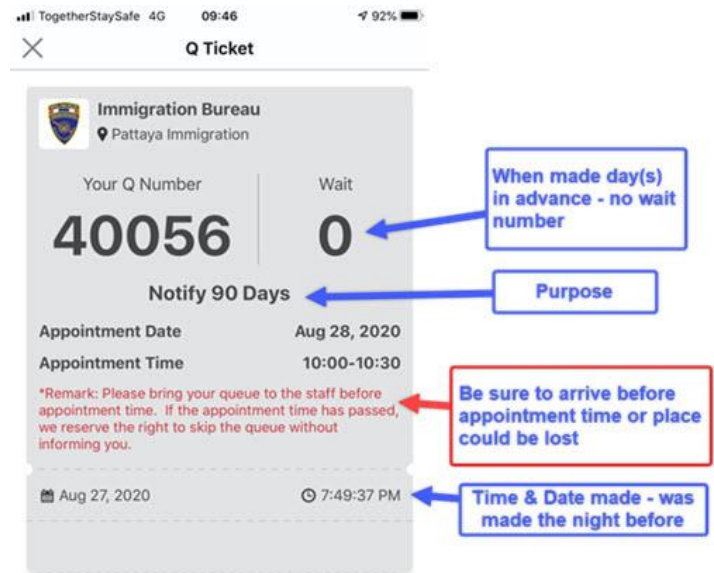 TogetherStaySafe 4G 09:46 92%
Q Ticket
Immigration Bureau
Pattaya Immigration
Your Q Number Wait
40056 0
Notify 90 Days
Appointment Date Aug 28, 2020
Appointment Time 10:00-10:30
*Remark: Please bring your queue to the staff before
appointment time. If the appointment time has passed,
we reserve the right to skip the queue without
informing you.
Aug 27, 2020 7:49:37 PM
When made day(s)
in advance - no wait
number
Purpose
Be sure to arrive before
appointment time or place
could be lost
Time & Date made - was
made the night before